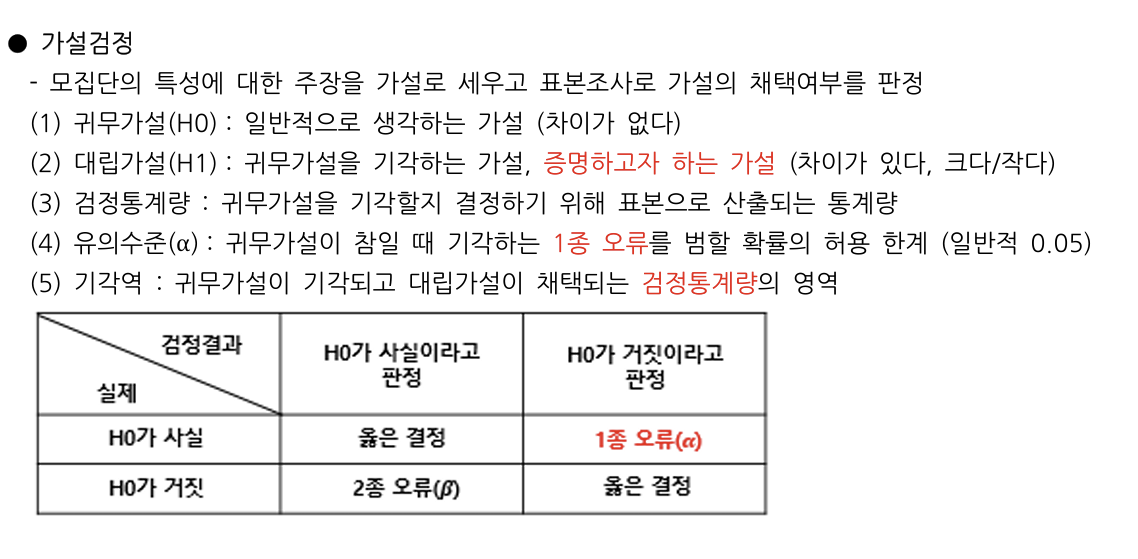 ● 가설검정
- 모집단의 특성에 대한 주장을 가설로 세우고 표본조사로 가설의 채택여부를 판정
(1) 귀무가설(H0) : 일반적으로 생각하는 가설 (차이가 없다)
(2) 대립가설(H1) : 귀무가설을 기각하는 가설, 증명하고자 하는 가설 (차이가 있다, 크다/작다)
(3) 검정통계량 : 귀무가설을 기각할지 결정하기 위해 표본으로 산출되는 통계량
(4) 유의수준(α) : 귀무가설이 참일 때 기각하는 1종 오류를 범할 확률의 허용 한계 (일반적 0.05)
(5) 기각역 : 귀무가설이 기각되고 대립가설이 채택되는 검정통계량의 영역
검정결과
실제
H0가 사실이라고
판정
H0가 거짓이라고
판정
H0가 사실
옳은 결정
1종 오류(α)
H0가 거짓
2종 오류(β)
옳은 결정